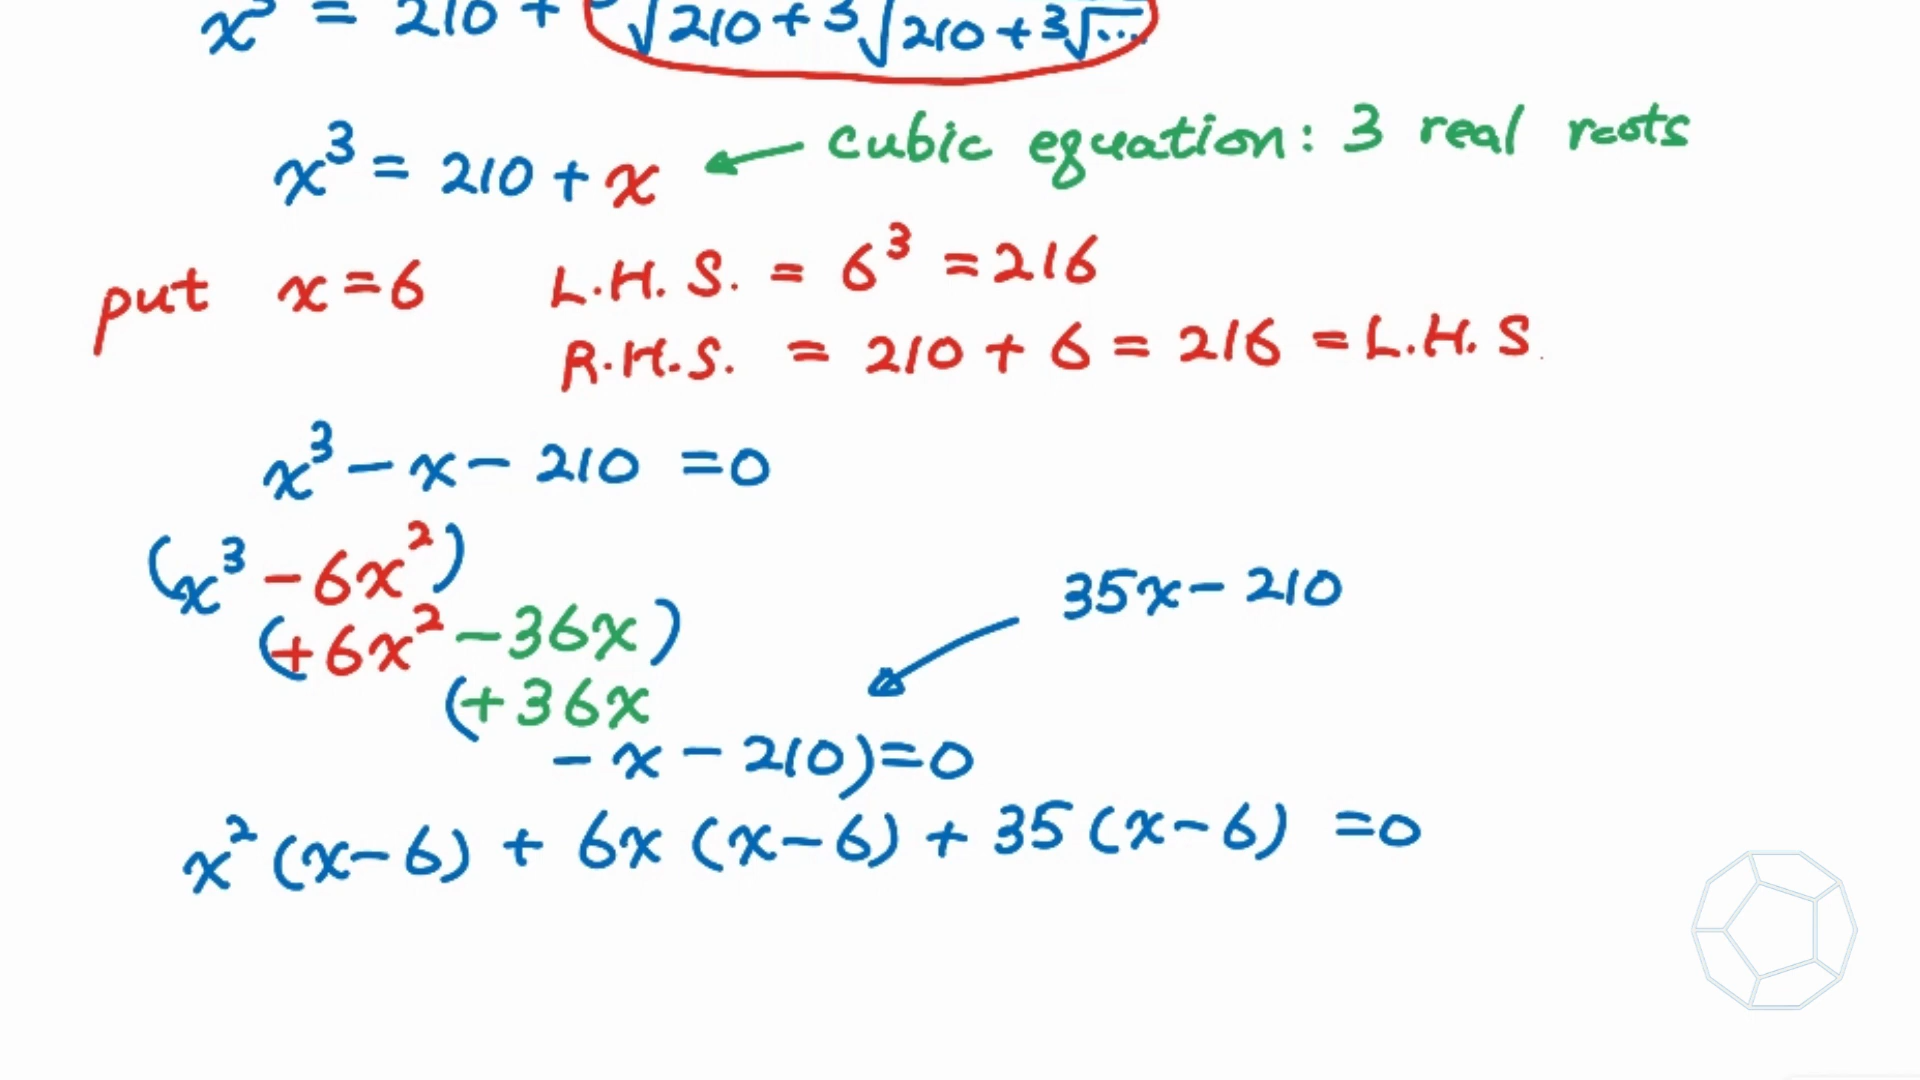 x³ = 210 + ³√210 + ³√210 + ³√...
x³ = 210 + x ← cubic equation: 3 real roots
put x = 6 L.H.S. = 6³ = 216
R.H.S. = 210 + 6 = 216 = L.H.S.
x³ - x - 210 = 0
(x³ - 6x²)
(+6x² - 36x)
35x - 210
(+36x
- x - 210) = 0
x² (x - 6) + 6x (x - 6) + 35 (x - 6) = 0